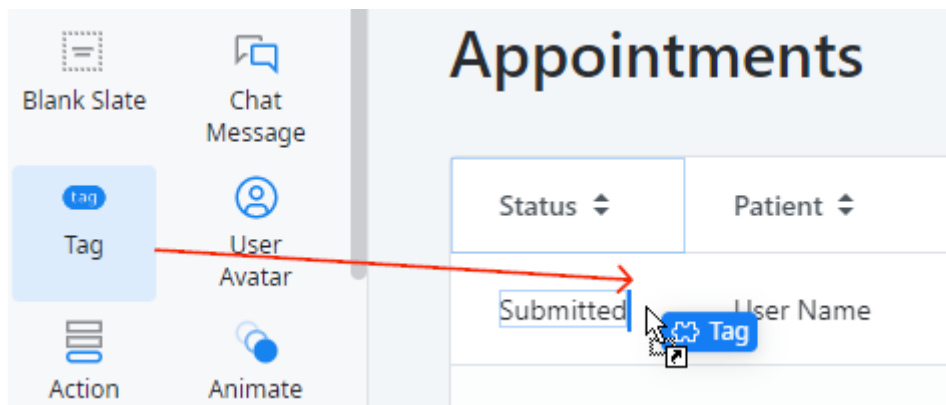 Blank Slate
Chat
Message
tag
Tag
User
Avatar
Action
Animate
Appointments
Status
Patient
Submitted
User Name
Tag